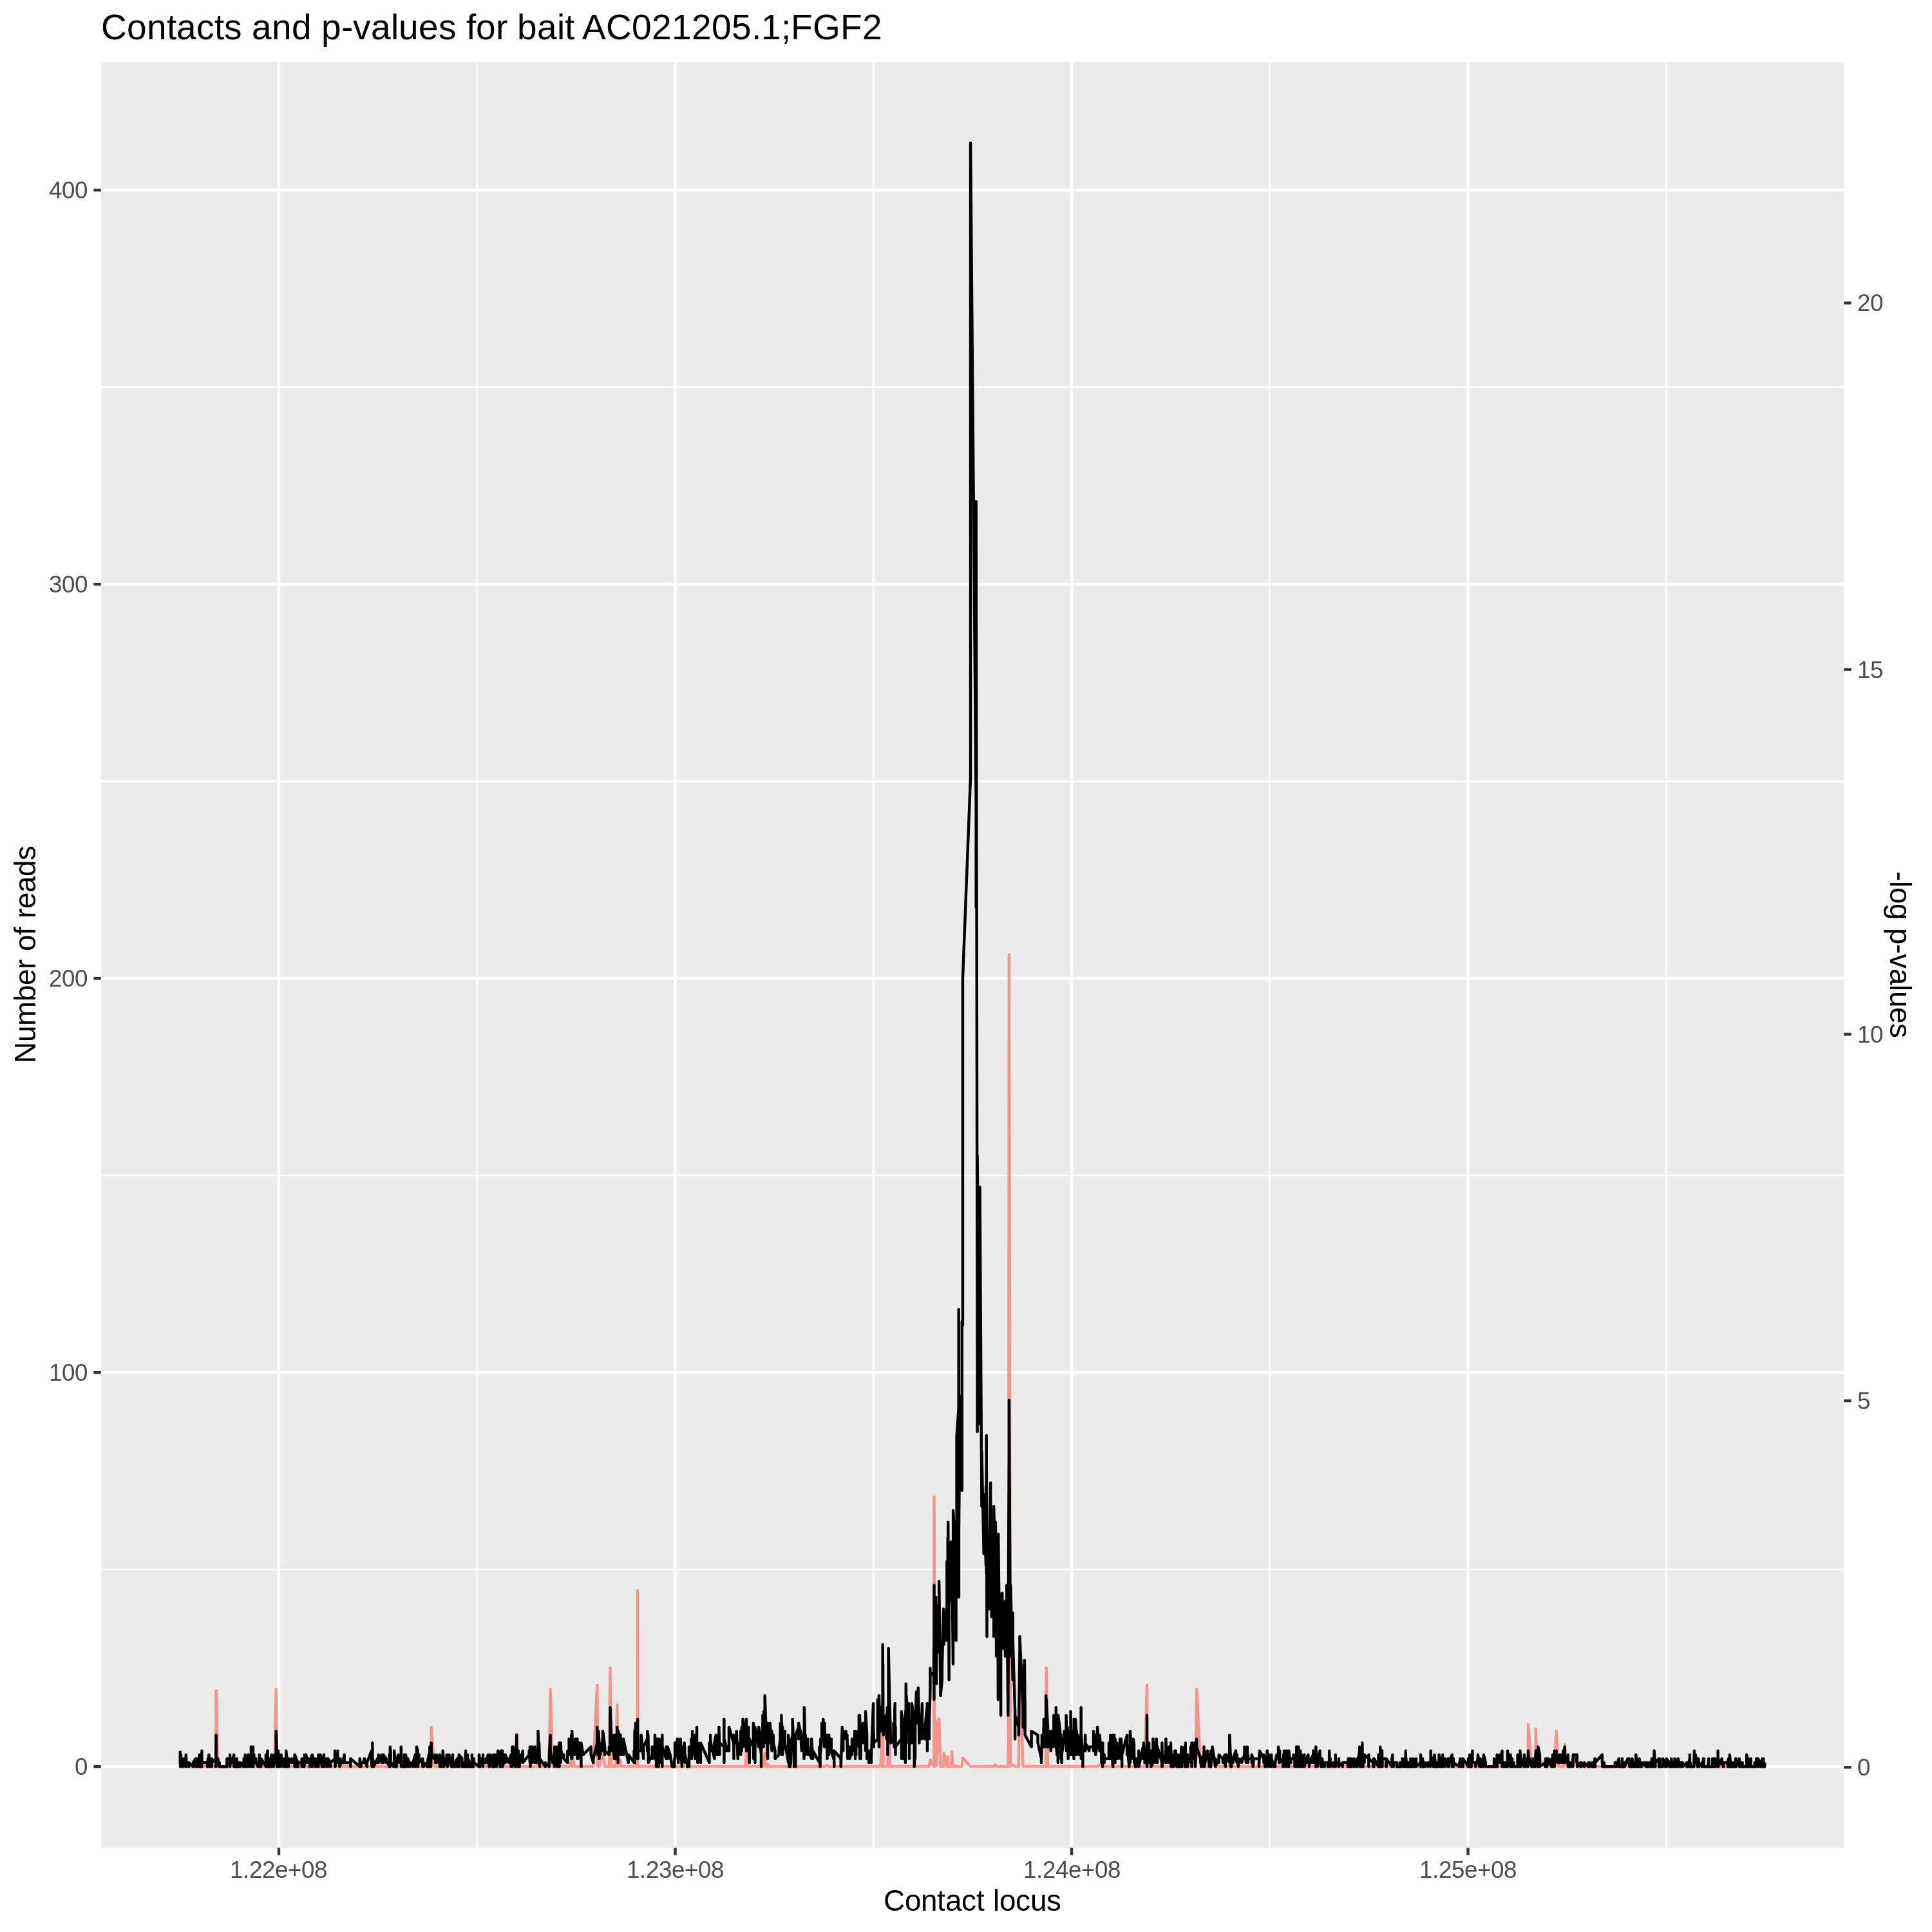 Contacts and p-values for bait AC021205.1;FGF2
400
300
200
100
0
Number of reads
20
15
10
5
0
-log p-values
1.22e+08
1.23e+08
1.24e+08
1.25e+08
Contact locus